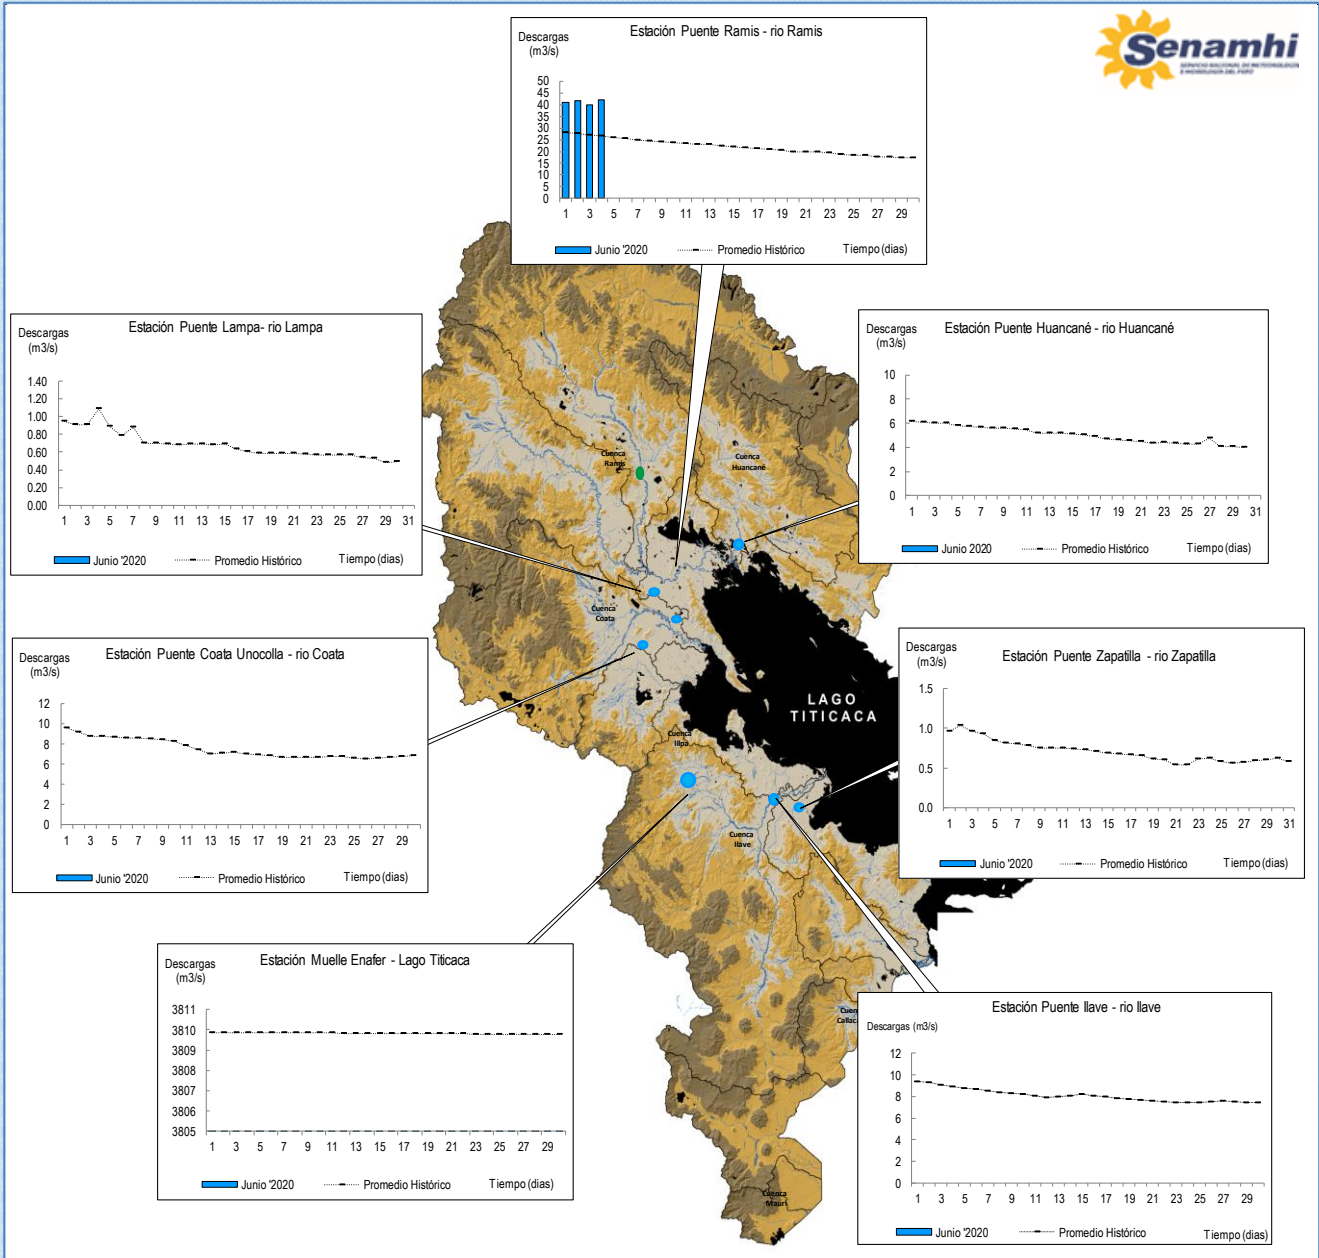 Senamhi
SERVICIO NACIONAL DE METEOROLOGÍA
E HIDROLOGÍA DEL PERÚ
Descargas
(m3/s)
Estación Puente Ramis - rio Ramis
50
45
40
35
30
25
20
15
10
5
0
1 3 5 7 9 11 13 15 17 19 21 23 25 27 29
Junio '2020 Promedio Histórico Tiempo (dias)
Descargas
(m3/s)
Estación Puente Lampa- rio Lampa
1.40
1.20
1.00
0.80
0.60
0.40
0.20
0.00
1 3 5 7 9 11 13 15 17 19 21 23 25 27 29 31
Junio '2020 Promedio Histórico Tiempo (dias)
Descargas
(m3/s)
Estación Puente Huancané - rio Huancané
10
8
6
4
2
0
1 3 5 7 9 11 13 15 17 19 21 23 25 27 29 31
Junio 2020 Promedio Histórico Tiempo (dias)
Cuenca
Ramis
Cuenca
Huancané
Cuenca
Coata
Descargas
(m3/s)
Estación Puente Coata Unocolla - rio Coata
12
10
8
6
4
2
0
1 3 5 7 9 11 13 15 17 19 21 23 25 27 29
Junio '2020 Promedio Histórico Tiempo (dias)
LAGO
TITICACA
Descargas
(m3/s)
Estación Puente Zapatilla - rio Zapatilla
1.5
1.0
0.5
0.0
1 3 5 7 9 11 13 15 17 19 21 23 25 27 29 31
Junio '2020 Promedio Histórico Tiempo (dias)
Cuenca
Illpa
Cuenca
Ilave
Descargas
(m3/s)
Estación Muelle Enafer - Lago Titicaca
3811
3810
3809
3808
3807
3806
3805
1 3 5 7 9 11 13 15 17 19 21 23 25 27 29
Junio '2020 Promedio Histórico Tiempo (dias)
Estación Puente Ilave - rio Ilave
Descargas (m3/s)
12
10
8
6
4
2
0
1 3 5 7 9 11 13 15 17 19 21 23 25 27 29
Junio '2020 Promedio Histórico Tiempo (dias)
Cuenca
Mauri